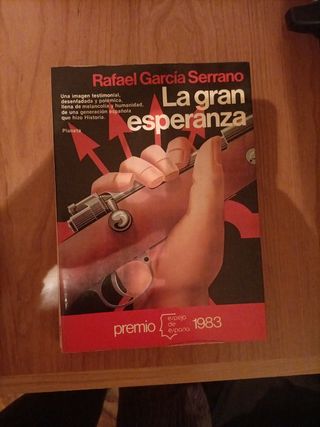 Rafael García Serrano
La gran
esperanza
Una imagen testimonial,
desenfadada y polémica,
llena de melancolía y humanidad,
de una generación española
que hizo Historia.
Planeta
premio
espejo
de
españa
1983